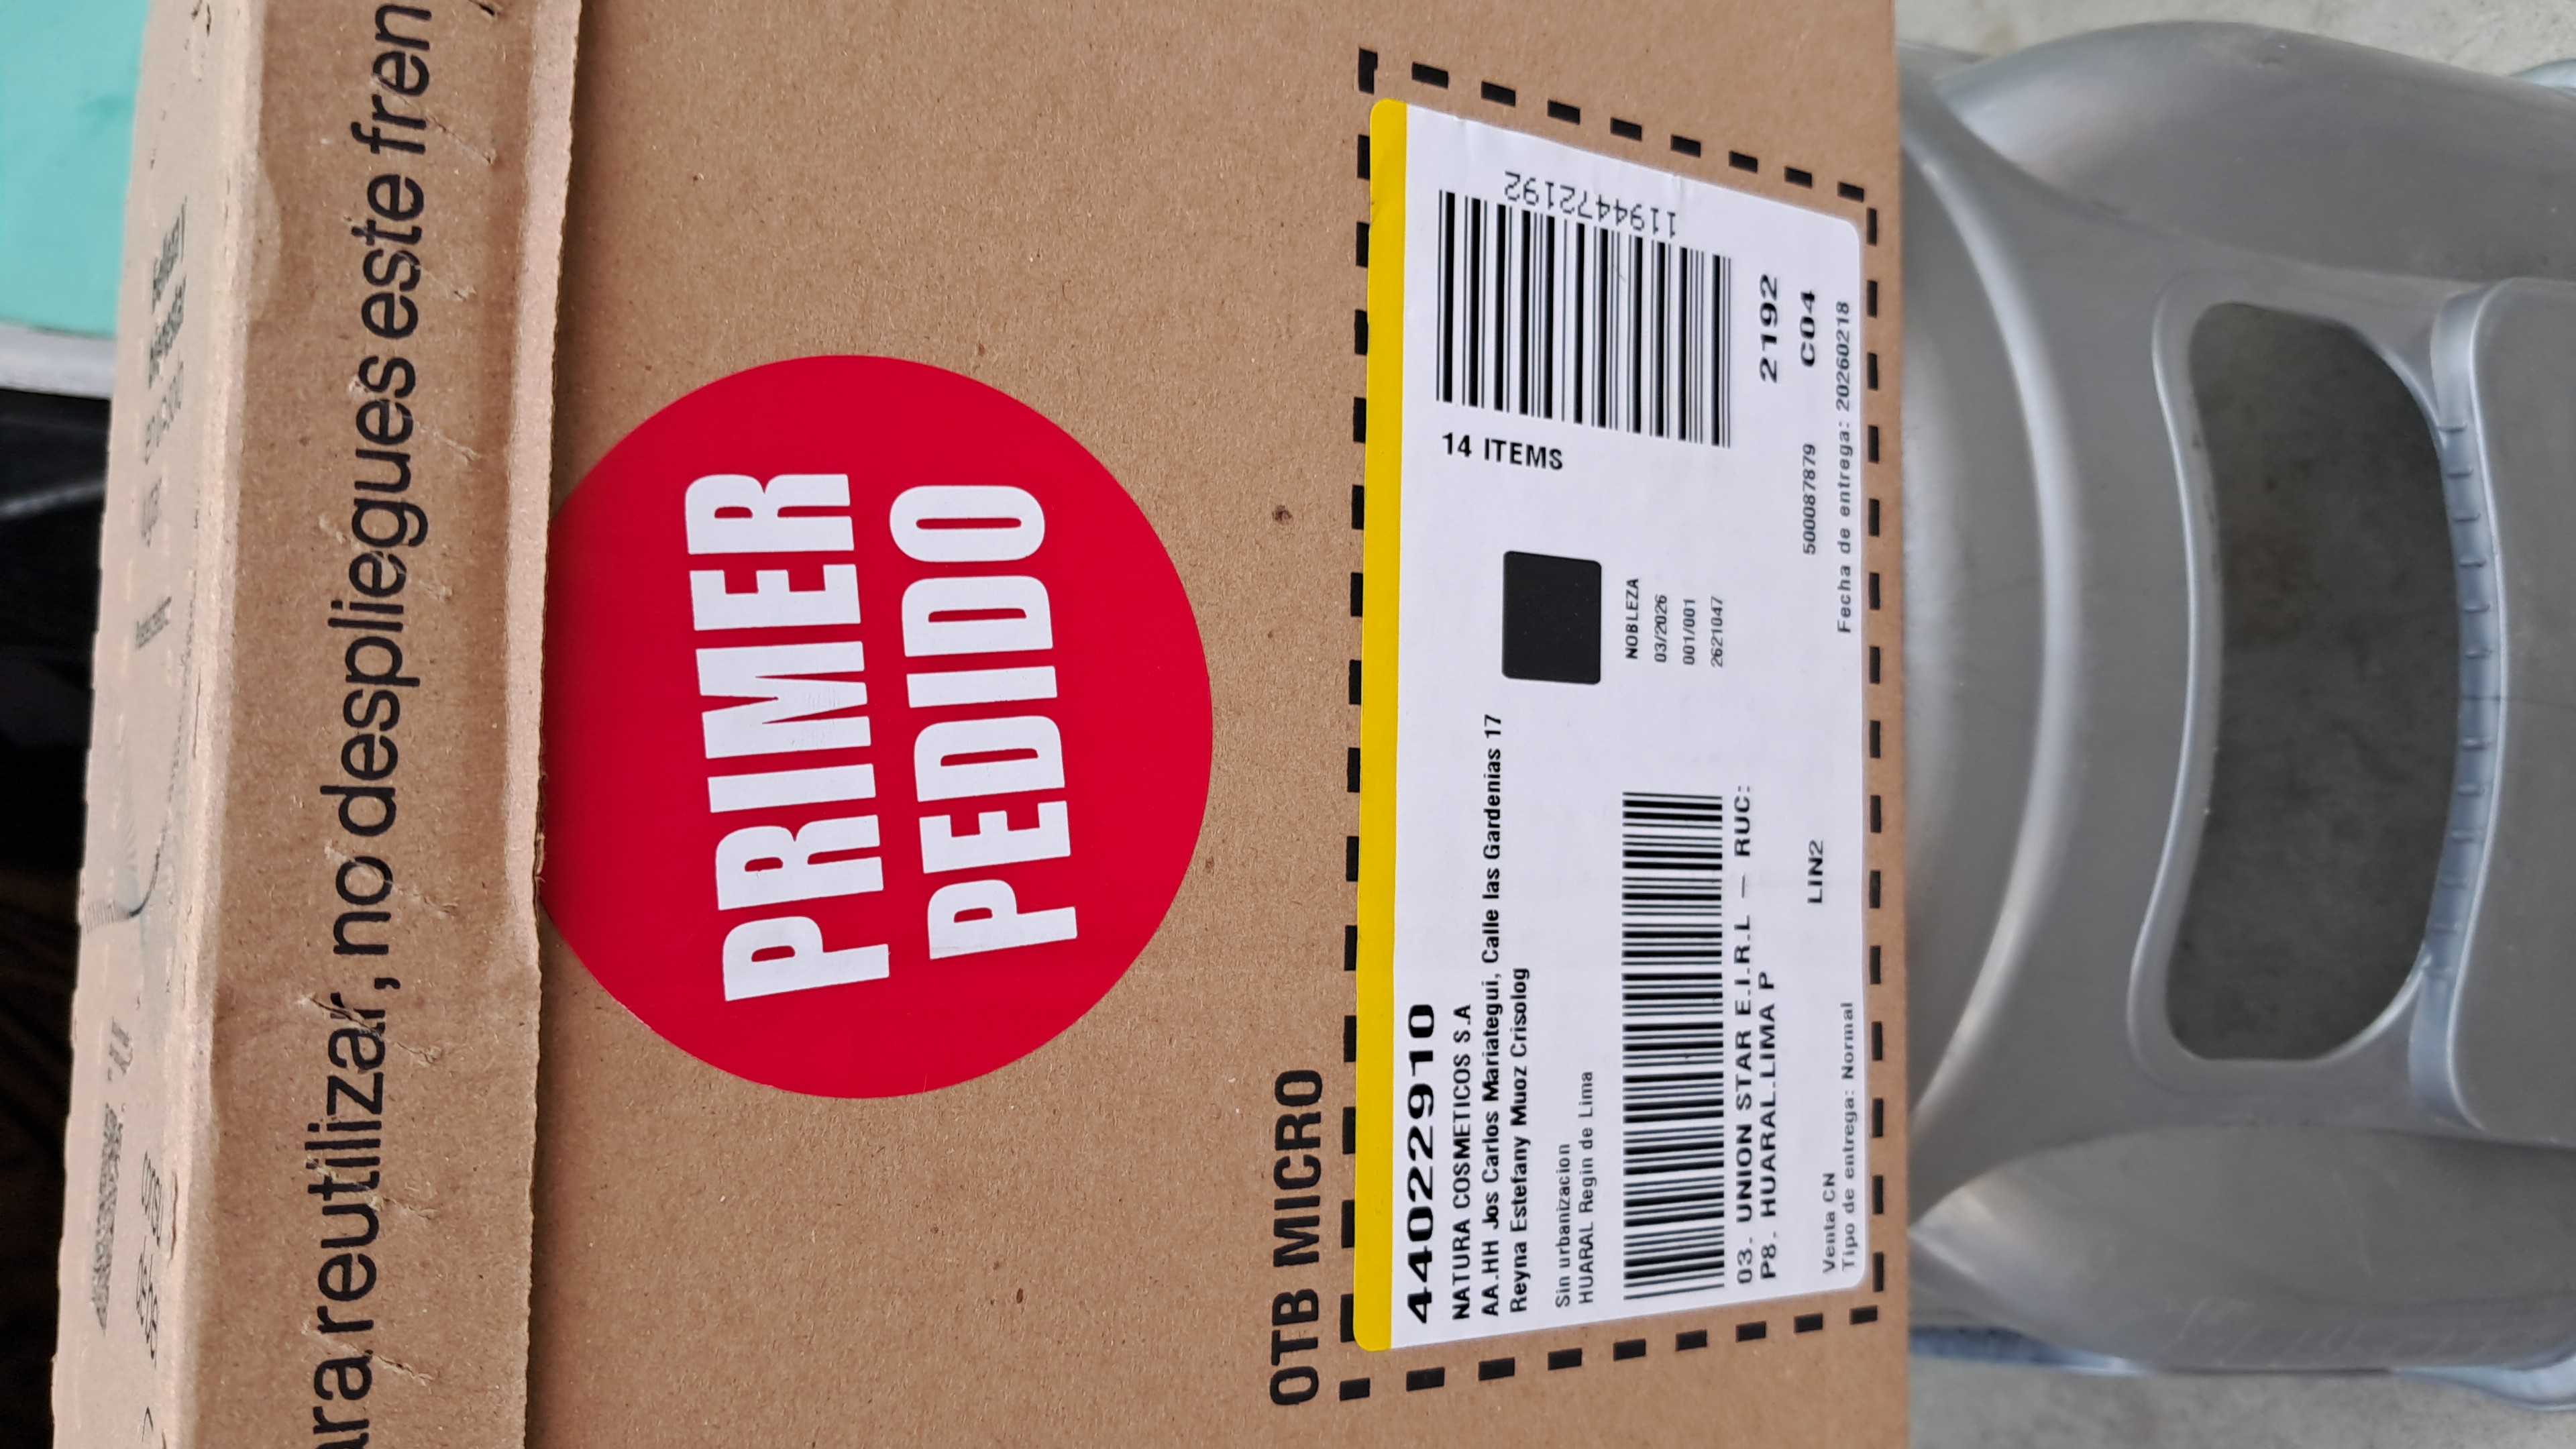 ara reutilizar, no despliegues este fren
PRIMER
PEDIDO
OTB MICRO
4402291O
NATURA COSMETICOS S.A
AA.HH Jos Carlos Mariategui, Calle las Gardenias 17
Reyna Estefany Muoz Crisolog
Sin urbanizacion
HUARAL Regin de Lima
03. UNION STAR E.I.R.L — RUC:
P8. HUARAL.LIMA P
LIN2
Venta CN
Tipo de entrega: Normal
14 ITEMS
1194472192
NOBLEZA
03/2026
001/001
2621047
2192
500087879
C04
Fecha de entrega: 20260218